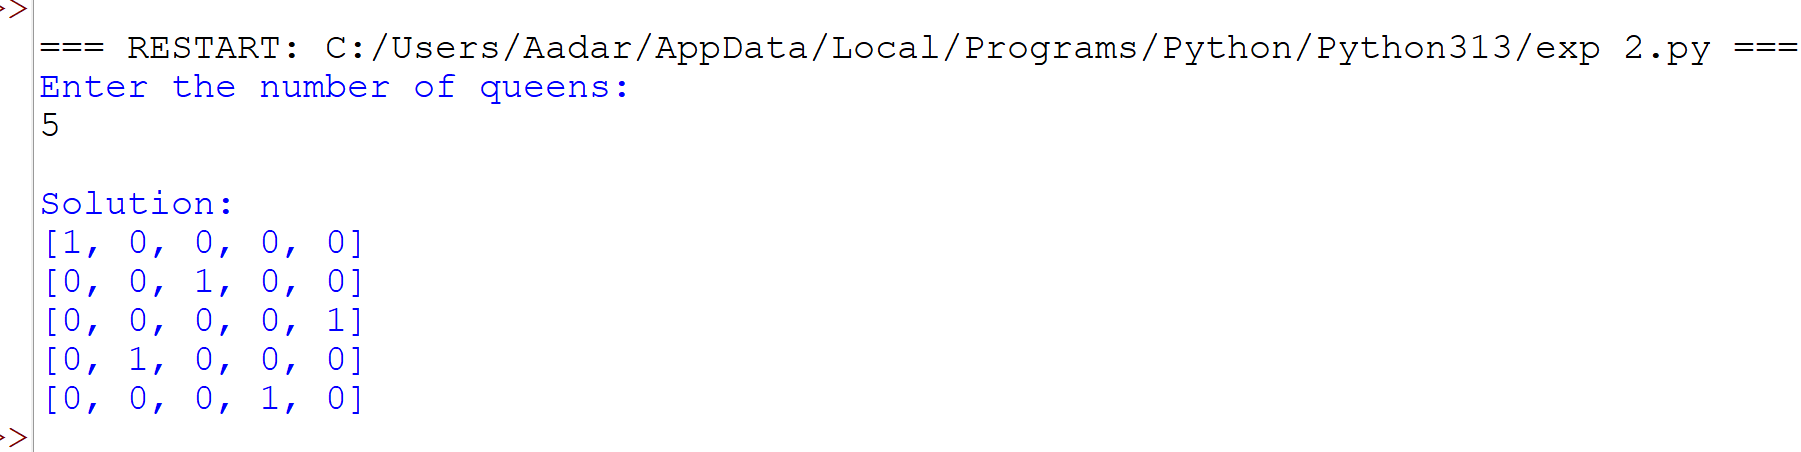 >>
=== RESTART: C:/Users/Aadar/AppData/Local/Programs/Python/Python313/exp 2.py ===
Enter the number of queens:
5
Solution:
[1, 0, 0, 0, 0]
[0, 0, 1, 0, 0]
[0, 0, 0, 0, 1]
[0, 1, 0, 0, 0]
[0, 0, 0, 1, 0]
>>